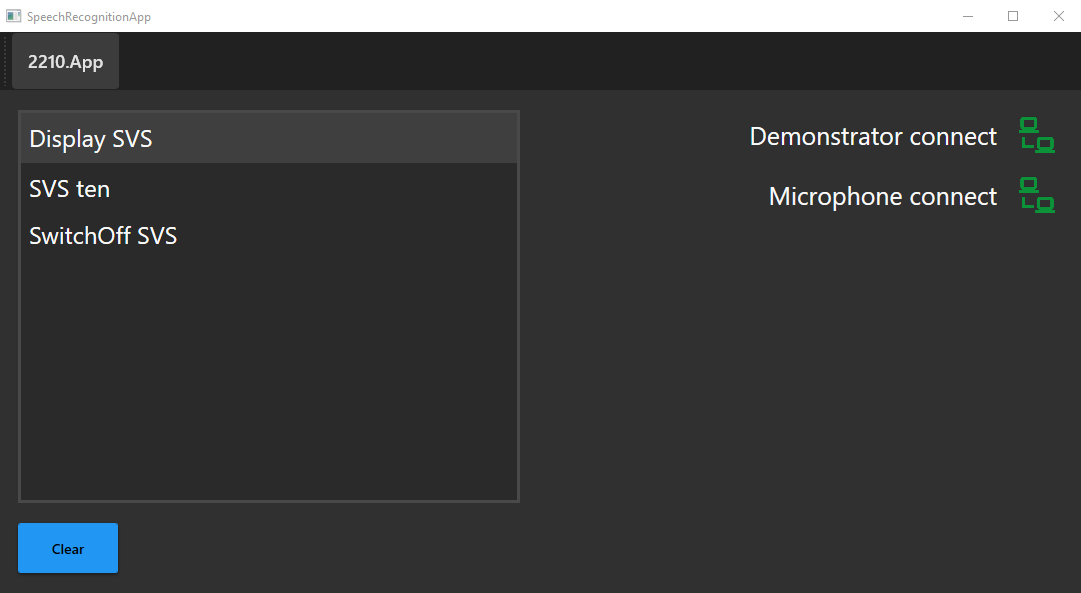 SpeechRecognitionApp
2210.App
Display SVS
SVS ten
SwitchOff SVS
Demonstrator connect
Microphone connect
Clear